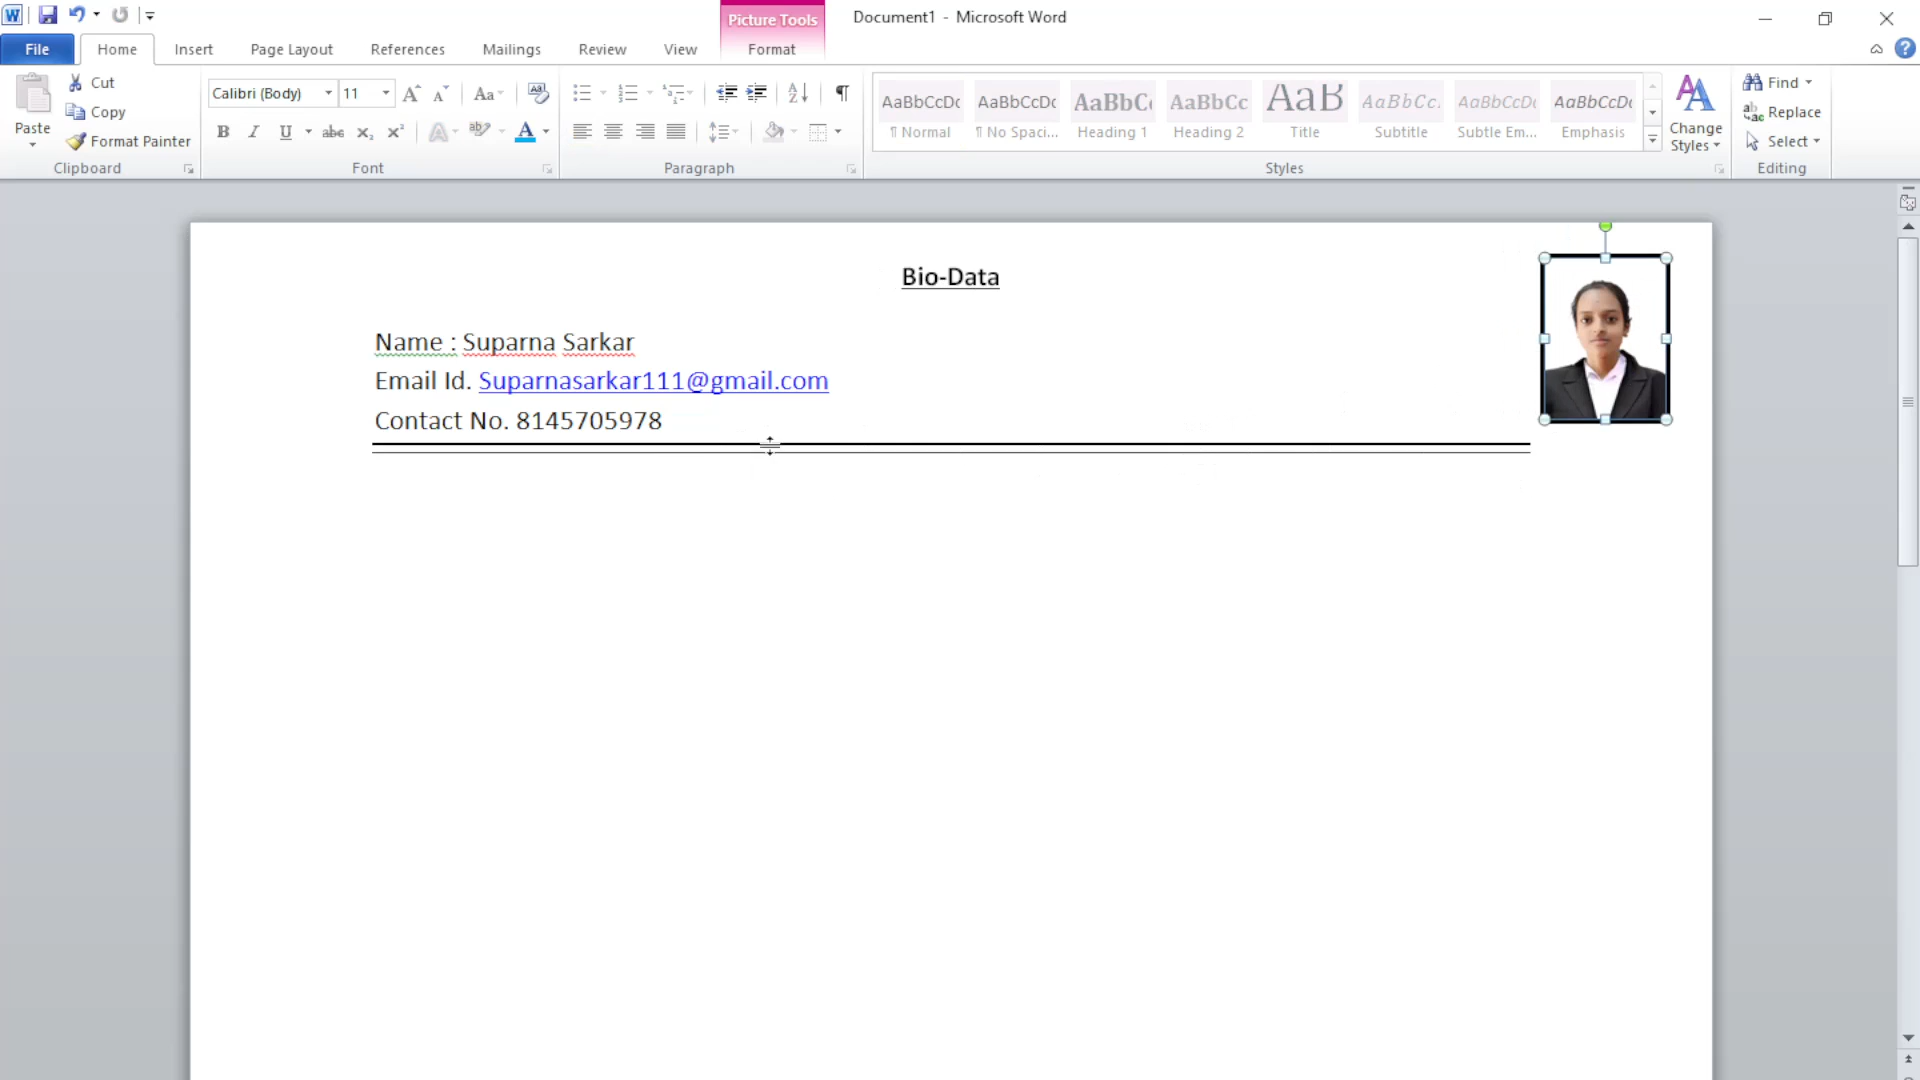 Picture Tools
Document1 - Microsoft Word
File
Home
Insert
Page Layout
References
Mailings
Review
View
Format
Paste
Cut
Copy
Format Painter
Clipboard
Calibri (Body)
11
Font
Paragraph
AaBbCcDc
¶ Normal
AaBbCcDc
¶ No Spaci...
AaBbC
Heading 1
AaBbCc
Heading 2
AaB
Title
AaBbCc.
Subtitle
AaBbCcDc
Subtle Em...
AaBbCcDc
Emphasis
Styles
Change
Styles
Find
Replace
Select
Editing
Bio-Data
Name : Suparna Sarkar
Email Id. Suparnasarkar111@gmail.com
Contact No. 8145705978